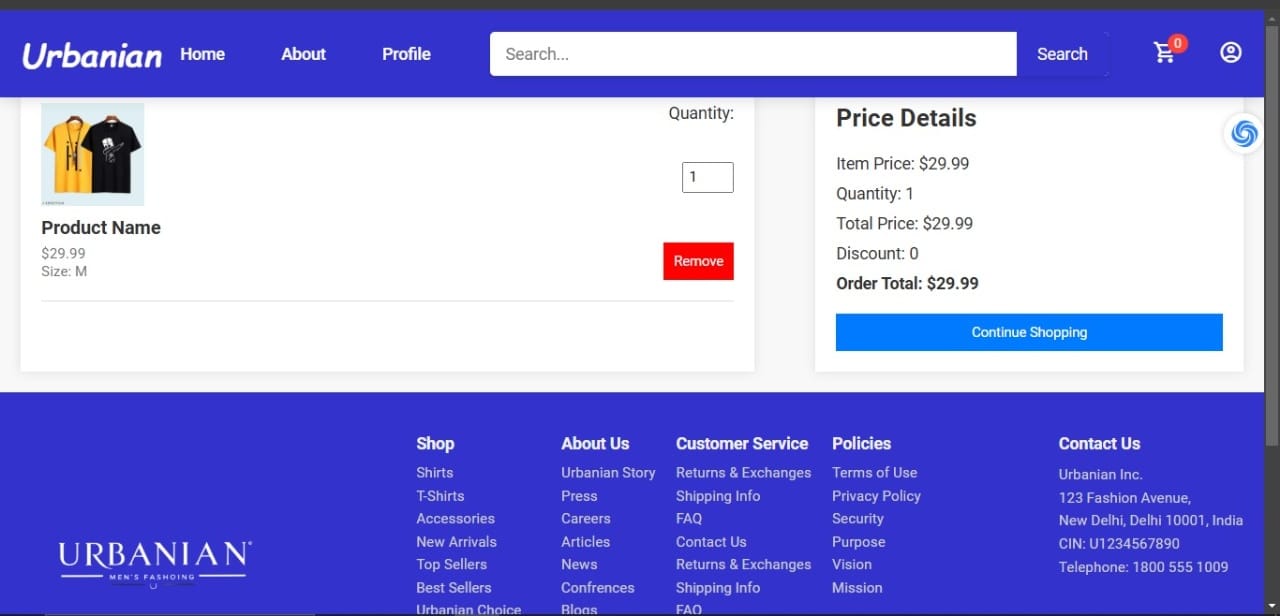 Urbanian
Home
About
Profile
Search...
Search
0
Quantity:
1
Product Name
$29.99
Size: M
Remove
Price Details
Item Price: $29.99
Quantity: 1
Total Price: $29.99
Discount: 0
Order Total: $29.99
Continue Shopping
URBANIAN
MEN'S FASHOING
Shop
Shirts
T-Shirts
Accessories
New Arrivals
Top Sellers
Best Sellers
Urbanian Choice
About Us
Urbanian Story
Press
Careers
Articles
News
Confrences
Blogs
Customer Service
Returns & Exchanges
Shipping Info
FAQ
Contact Us
Returns & Exchanges
Shipping Info
FAQ
Policies
Terms of Use
Privacy Policy
Security
Purpose
Vision
Mission
Contact Us
Urbanian Inc.
123 Fashion Avenue,
New Delhi, Delhi 10001, India
CIN: U1234567890
Telephone: 1800 555 1009